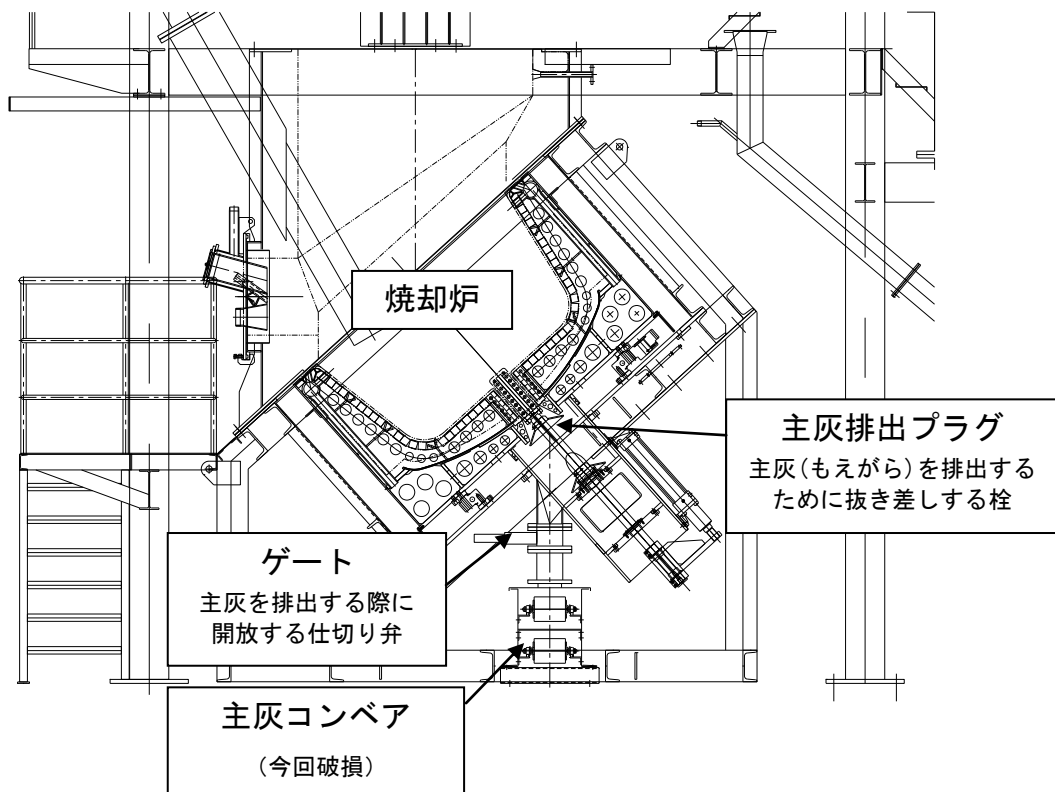 焼却炉
主灰排出プラグ
主灰(もえがら)を排出する
ために抜き差しする栓
ゲート
主灰を排出する際に
開放する仕切り弁
主灰コンベア
(今回破損)